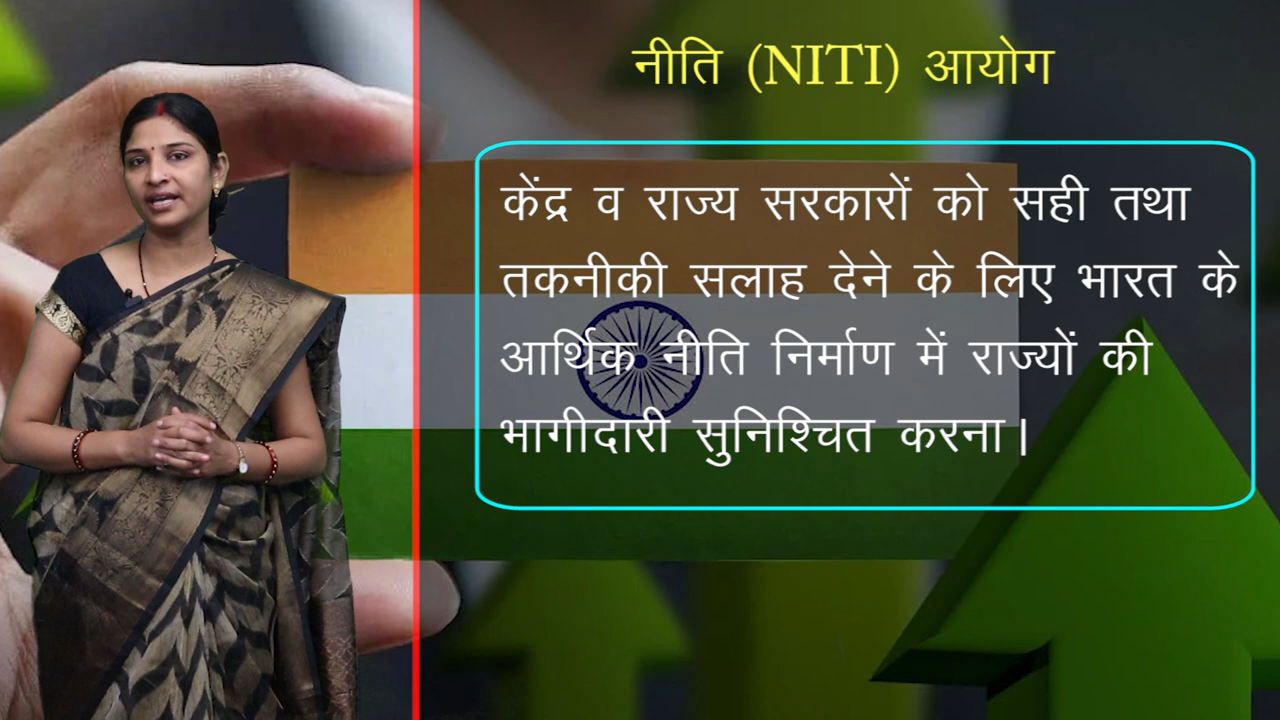 नीति (NITI) आयोग
केंद्र व राज्य सरकारों को सही तथा
तकनीकी सलाह देने के लिए भारत के
आर्थिक नीति निर्माण में राज्यों की
भागीदारी सुनिश्चित करना।